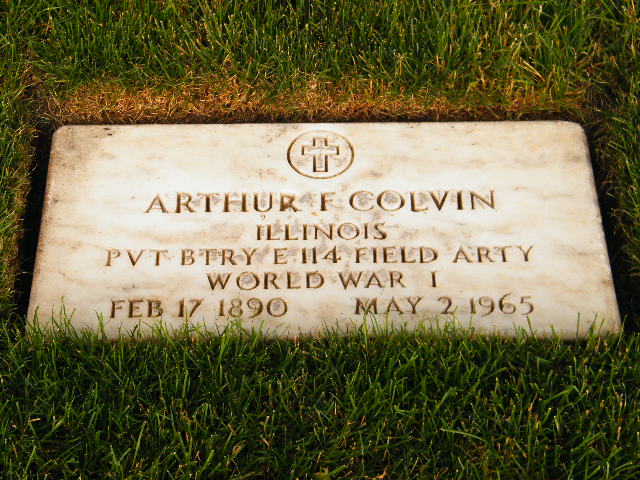 ARTHUR F COLVIN
ILLINOIS
PVT BTRY E 114 FIELD ARTY
WORLD WAR I
FEB 17 1890 MAY 2 1965